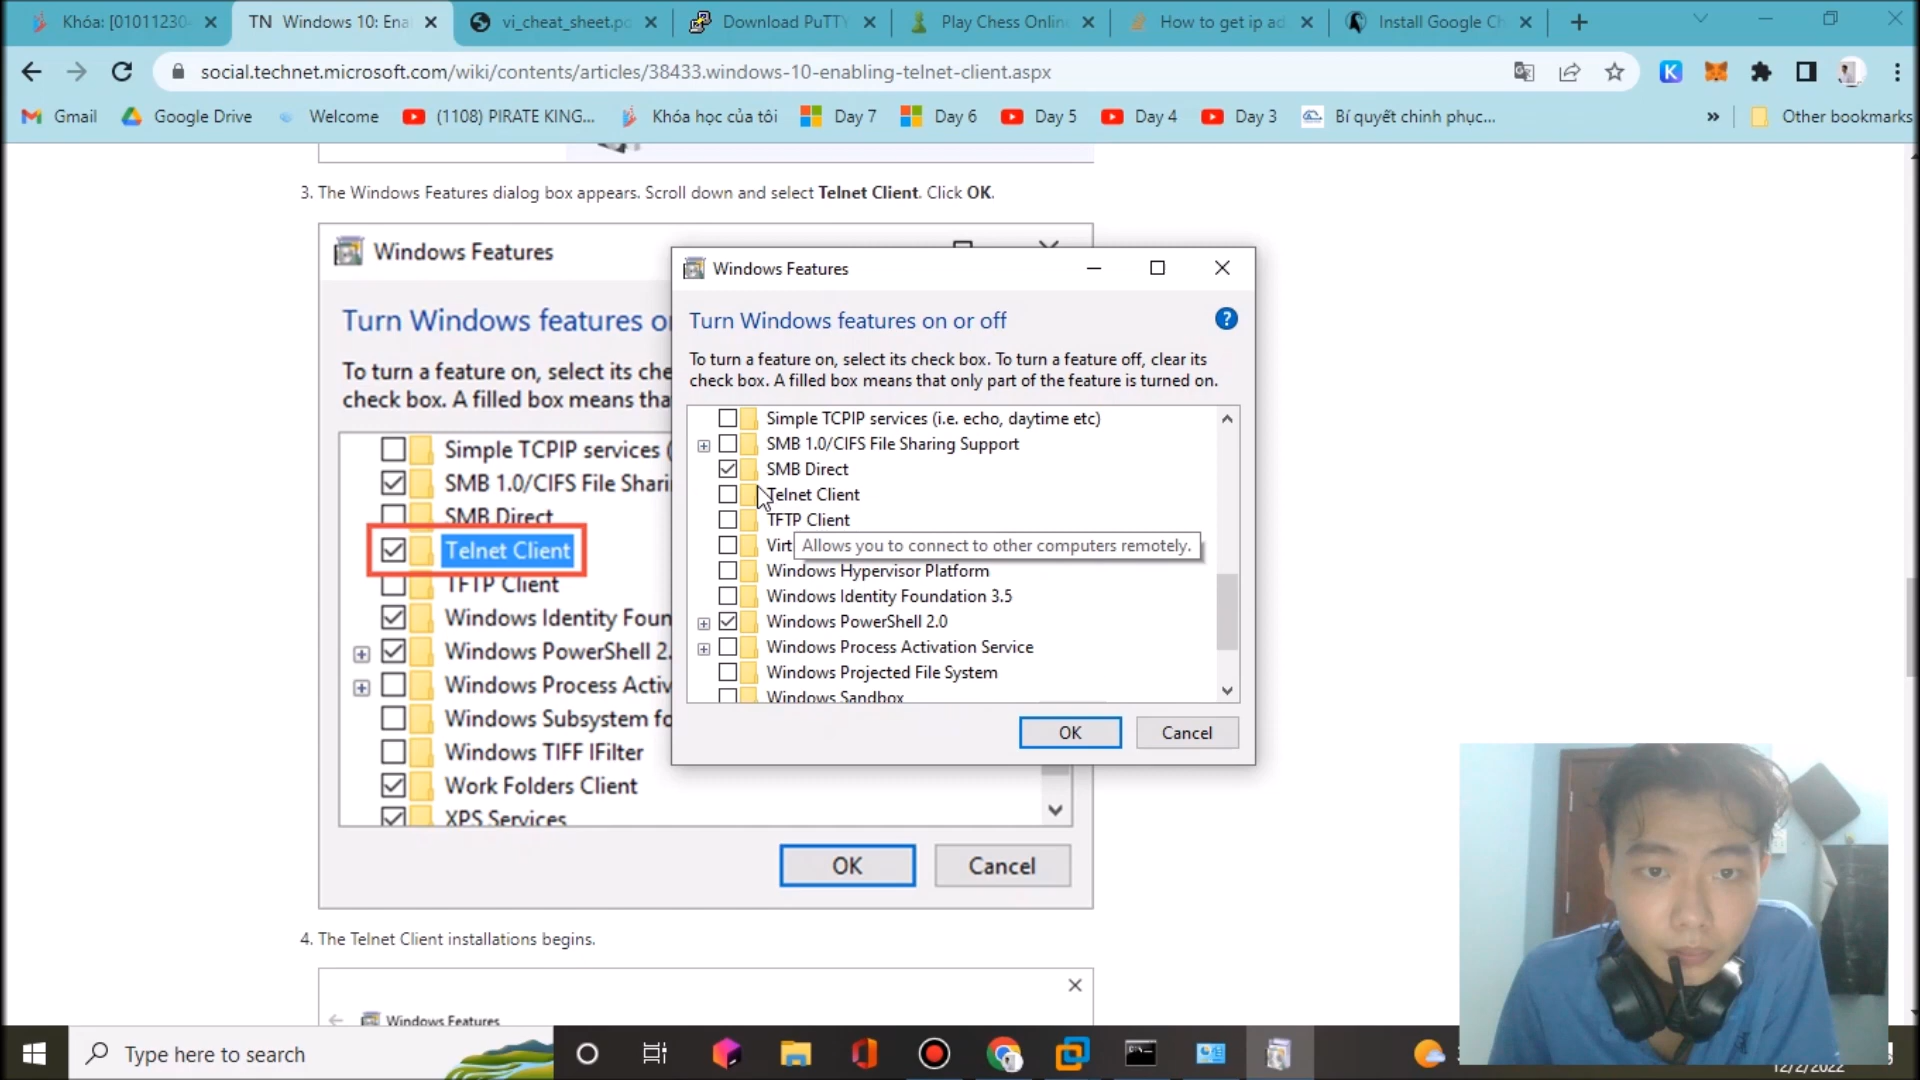 Khóa: [01011230
TN Windows 10: Ena
vi_cheat_sheet.po
Download PuTTY
Play Chess Onlin
How to get ip ad
Install Google Ch
social.technet.microsoft.com/wiki/contents/articles/38433.windows-10-enabling-telnet-client.aspx
Gmail
Google Drive
Welcome
(1108) PIRATE KING...
Khóa học của tôi
Day 7
Day 6
Day 5
Day 4
Day 3
Bí quyết chinh phục...
»
Other bookmarks
3. The Windows Features dialog box appears. Scroll down and select Telnet Client. Click OK.
Windows Features
Turn Windows features o
To turn a feature on, select its che
check box. A filled box means tha
Simple TCPIP services (
SMB 1.0/CIFS File Shari
SMB Direct
Telnet Client
TFTP Client
Windows Identity Foun
Windows PowerShell 2.
Windows Process Activ
Windows Subsystem fo
Windows TIFF IFilter
Work Folders Client
XPS Services
OK
Cancel
Windows Features
Turn Windows features on or off
?
To turn a feature on, select its check box. To turn a feature off, clear its
check box. A filled box means that only part of the feature is turned on.
Simple TCPIP services (i.e. echo, daytime etc)
SMB 1.0/CIFS File Sharing Support
SMB Direct
Telnet Client
TFTP Client
Virt
Allows you to connect to other computers remotely.
Windows Hypervisor Platform
Windows Identity Foundation 3.5
Windows PowerShell 2.0
Windows Process Activation Service
Windows Projected File System
Windows Sandbox
OK
Cancel
4. The Telnet Client installations begins.
Windows Features
Type here to search
12/2/2022